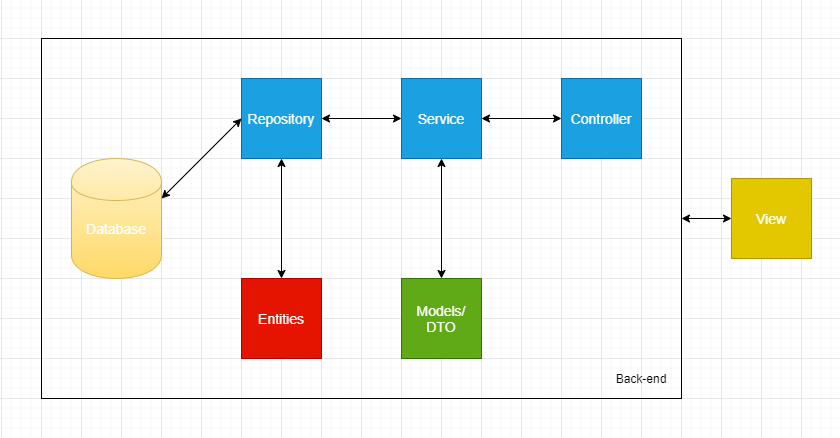 Repository
Service
Controller
Database
View
Entities
Models/
DTO
Back-end